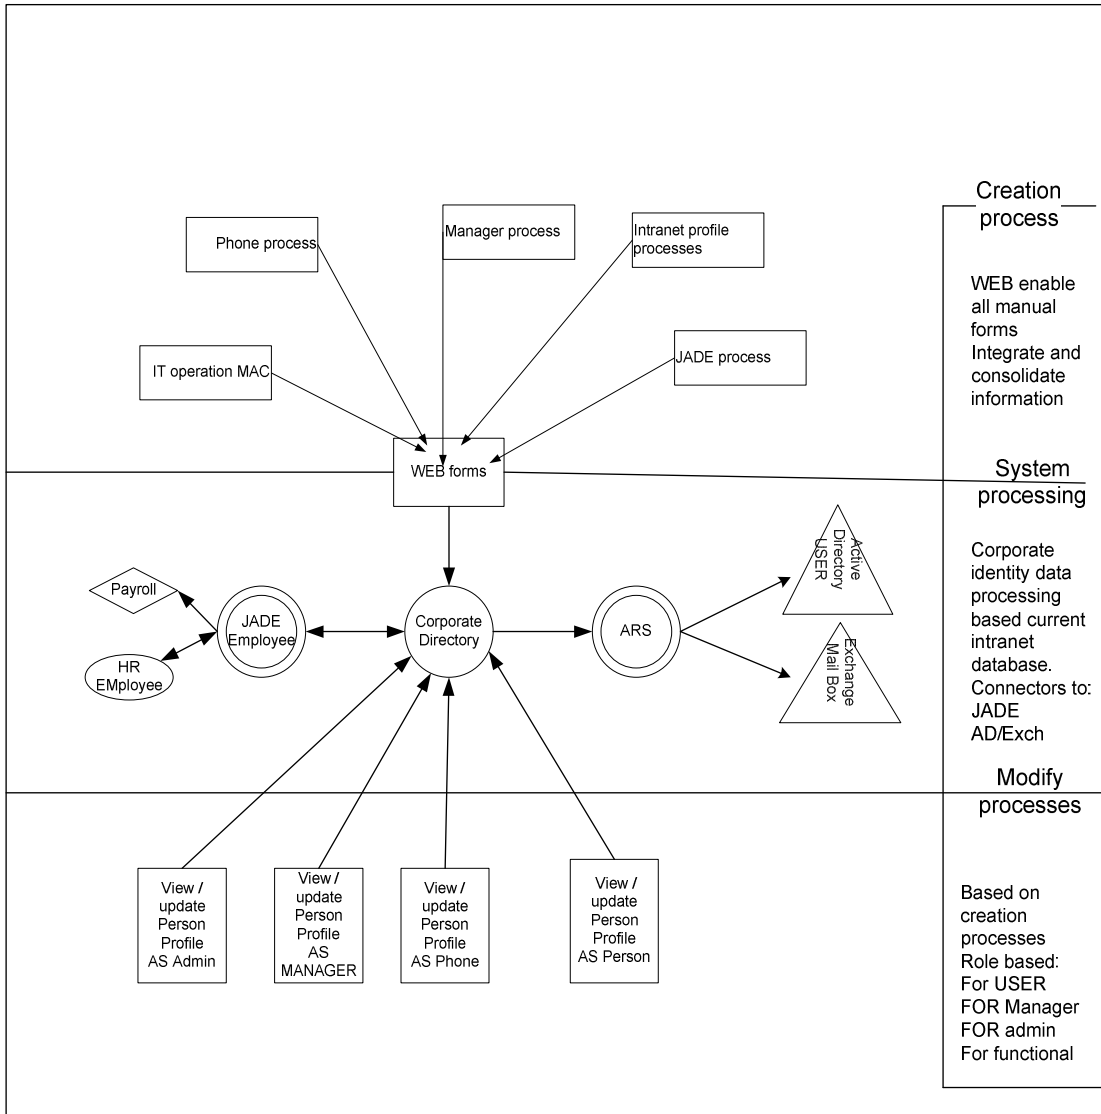 Creation
process
Manager process
Intranet profile
processes
Phone process
WEB enable
all manual
forms
Integrate and
consolidate
information
JADE process
IT operation MAC
WEB forms
System
processing
Active
Directory
USER
Corporate
identity data
processing
based current
intranet
database.
Connectors to:
JADE
AD/Exch
Payroll
JADE
Employee
Corporate
Directory
ARS
HR
EMployee
Exchange
Mail Box
Modify
processes
View /
update
Person
Profile
AS Admin
View /
update
Person
Profile
AS
MANAGER
View /
update
Person
Profile
AS Phone
View /
update
Person
Profile
AS Person
Based on
creation
processes
Role based:
For USER
FOR Manager
FOR admin
For functional